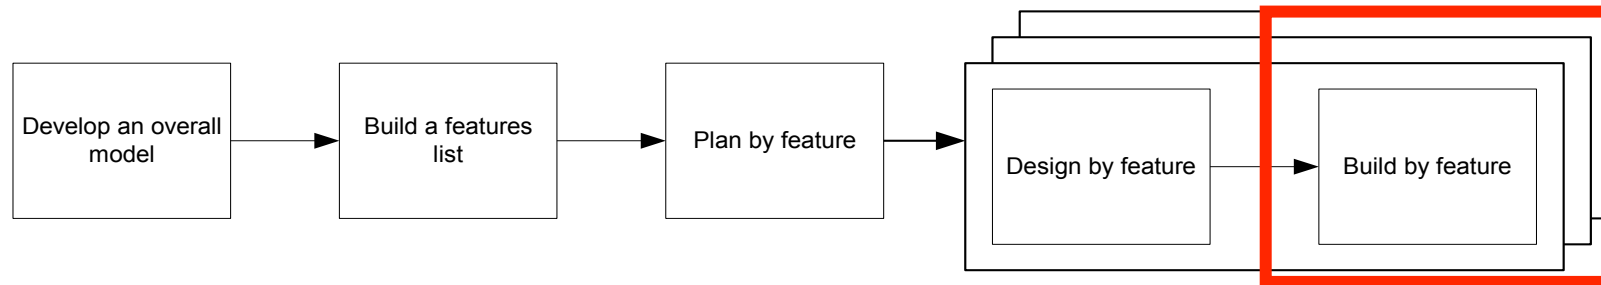 Develop an overall
model
Build a features
list
Plan by feature
Design by feature
Build by feature